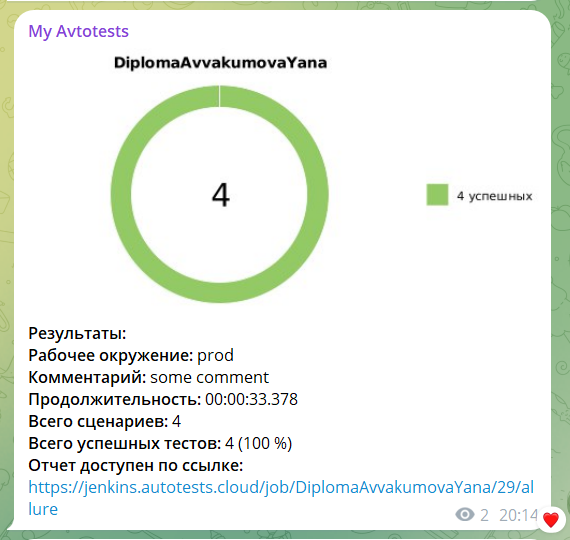 My Avtotests
DiplomaAvvakumovaYana
4
4 успешных
Результаты:
Рабочее окружение: prod
Комментарий: some comment
Продолжительность: 00:00:33.378
Всего сценариев: 4
Всего успешных тестов: 4 (100 %)
Отчет доступен по ссылке:
https://jenkins.autotests.cloud/job/DiplomaAvvakumovaYana/29/al
lure
2 20:14